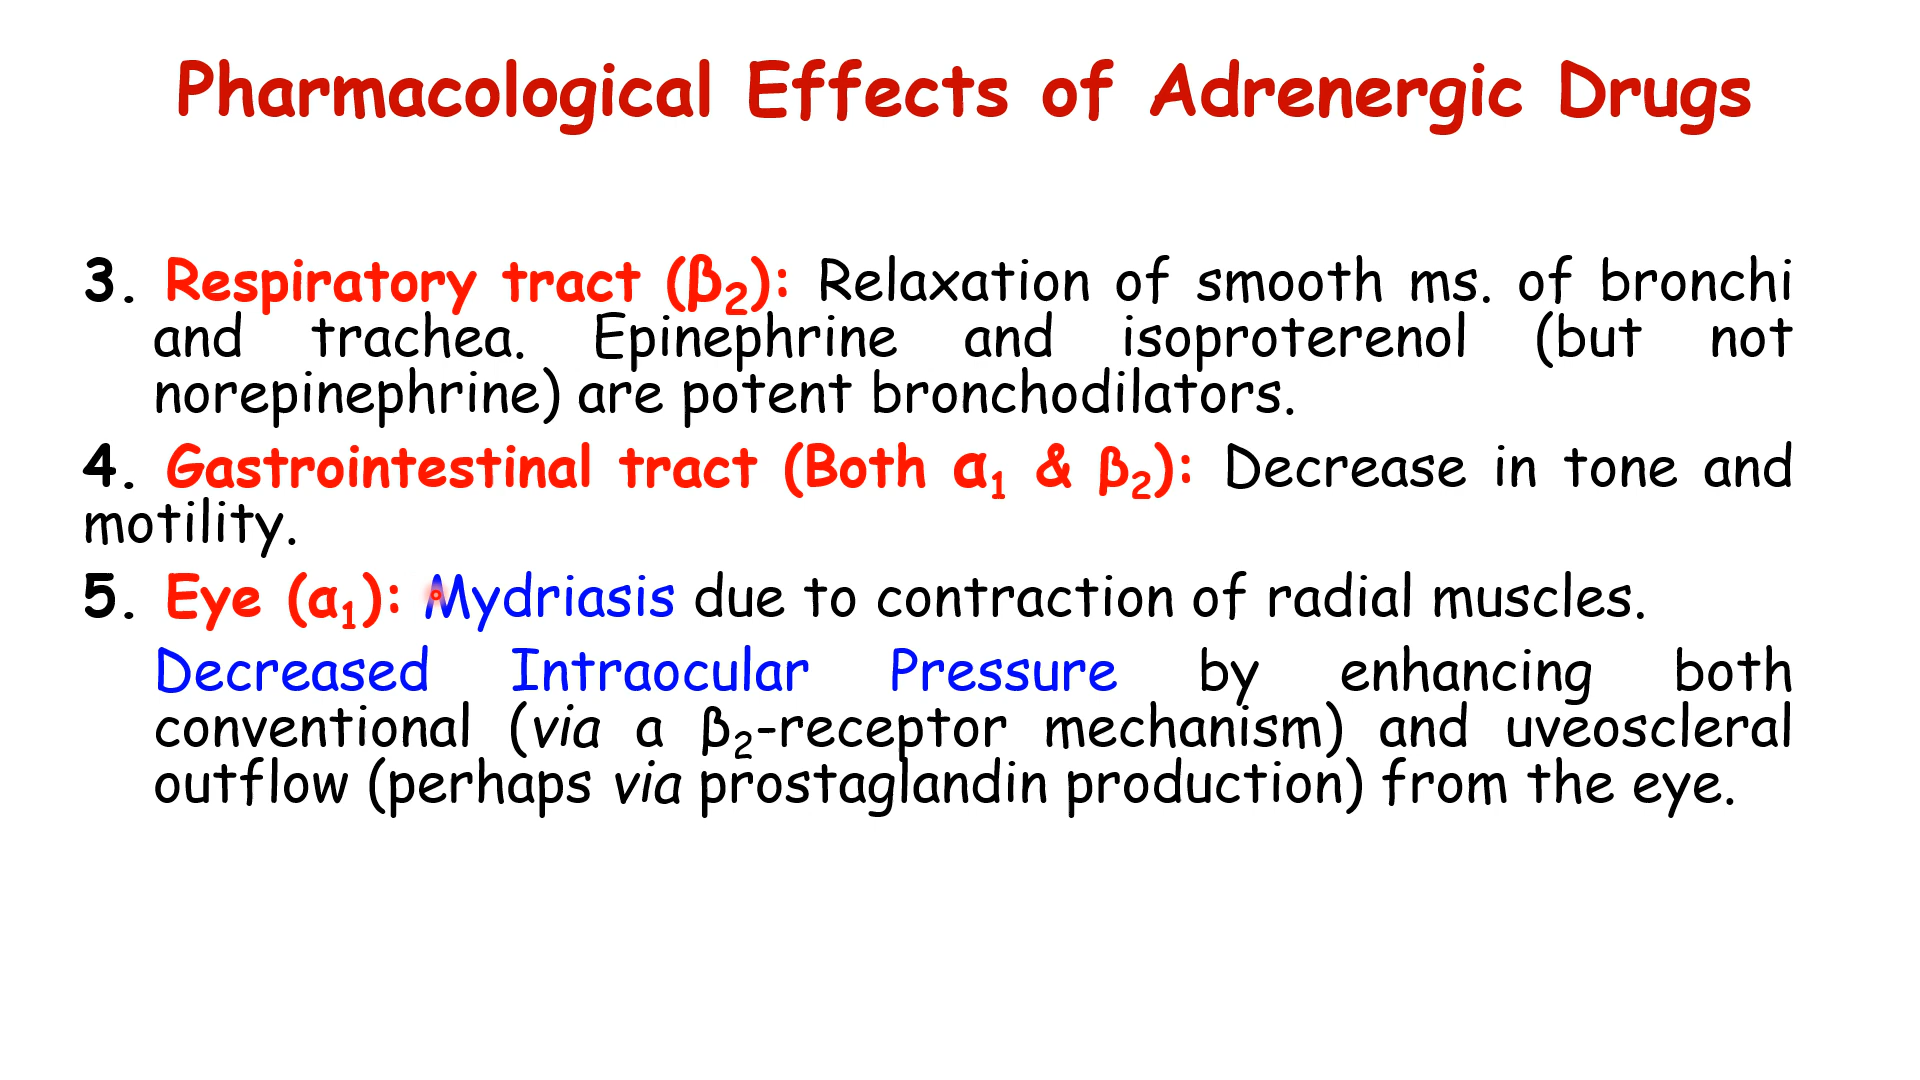 Pharmacological Effects of Adrenergic Drugs
3. Respiratory tract (β₂): Relaxation of smooth ms. of bronchi
and trachea. Epinephrine and isoproterenol (but not
norepinephrine) are potent bronchodilators.
4. Gastrointestinal tract (Both α₁ & β₂): Decrease in tone and
motility.
5. Eye (α₁): Mydriasis due to contraction of radial muscles.
Decreased Intraocular Pressure by enhancing both
conventional (via a β₂-receptor mechanism) and uveoscleral
outflow (perhaps via prostaglandin production) from the eye.